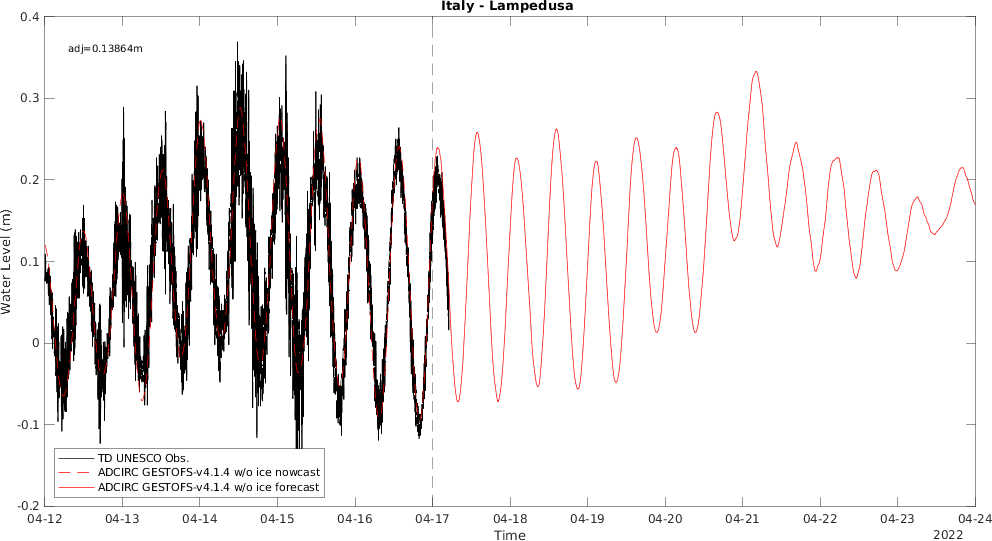 Italy - Lampedusa
adj=0.13864m
Water Level (m)
0.4
0.3
0.2
0.1
0
-0.1
-0.2
TD UNESCO Obs.
ADCIRC GESTOFS-v4.1.4 w/o ice nowcast
ADCIRC GESTOFS-v4.1.4 w/o ice forecast
04-12 04-13 04-14 04-15 04-16 04-17 04-18 04-19 04-20 04-21 04-22 04-23 04-24
Time
2022